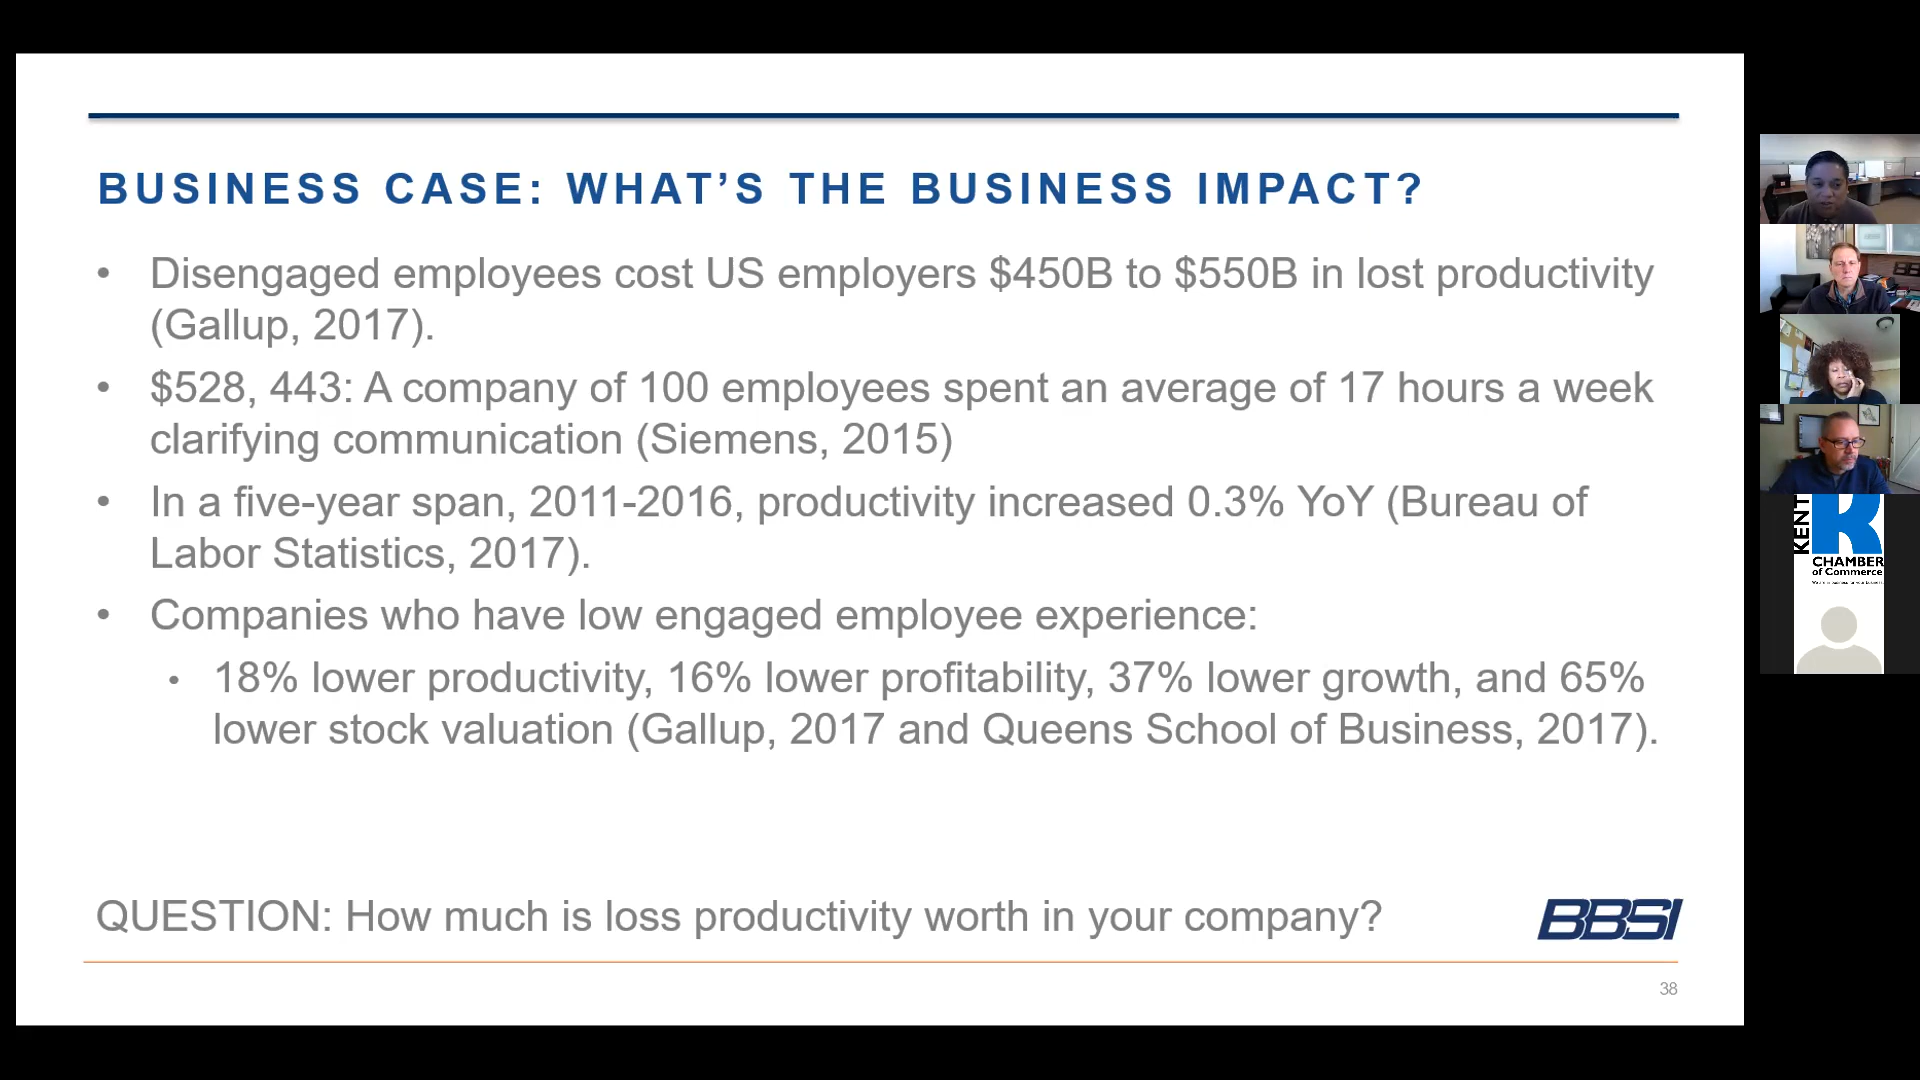 BUSINESS CASE: WHAT’S THE BUSINESS IMPACT?
• Disengaged employees cost US employers $450B to $550B in lost productivity
(Gallup, 2017).
• $528, 443: A company of 100 employees spent an average of 17 hours a week
clarifying communication (Siemens, 2015)
• In a five-year span, 2011-2016, productivity increased 0.3% YoY (Bureau of
Labor Statistics, 2017).
• Companies who have low engaged employee experience:
• 18% lower productivity, 16% lower profitability, 37% lower growth, and 65%
lower stock valuation (Gallup, 2017 and Queens School of Business, 2017).
QUESTION: How much is loss productivity worth in your company?
BBSI
38
KENT
K
CHAMBER
of Commerce